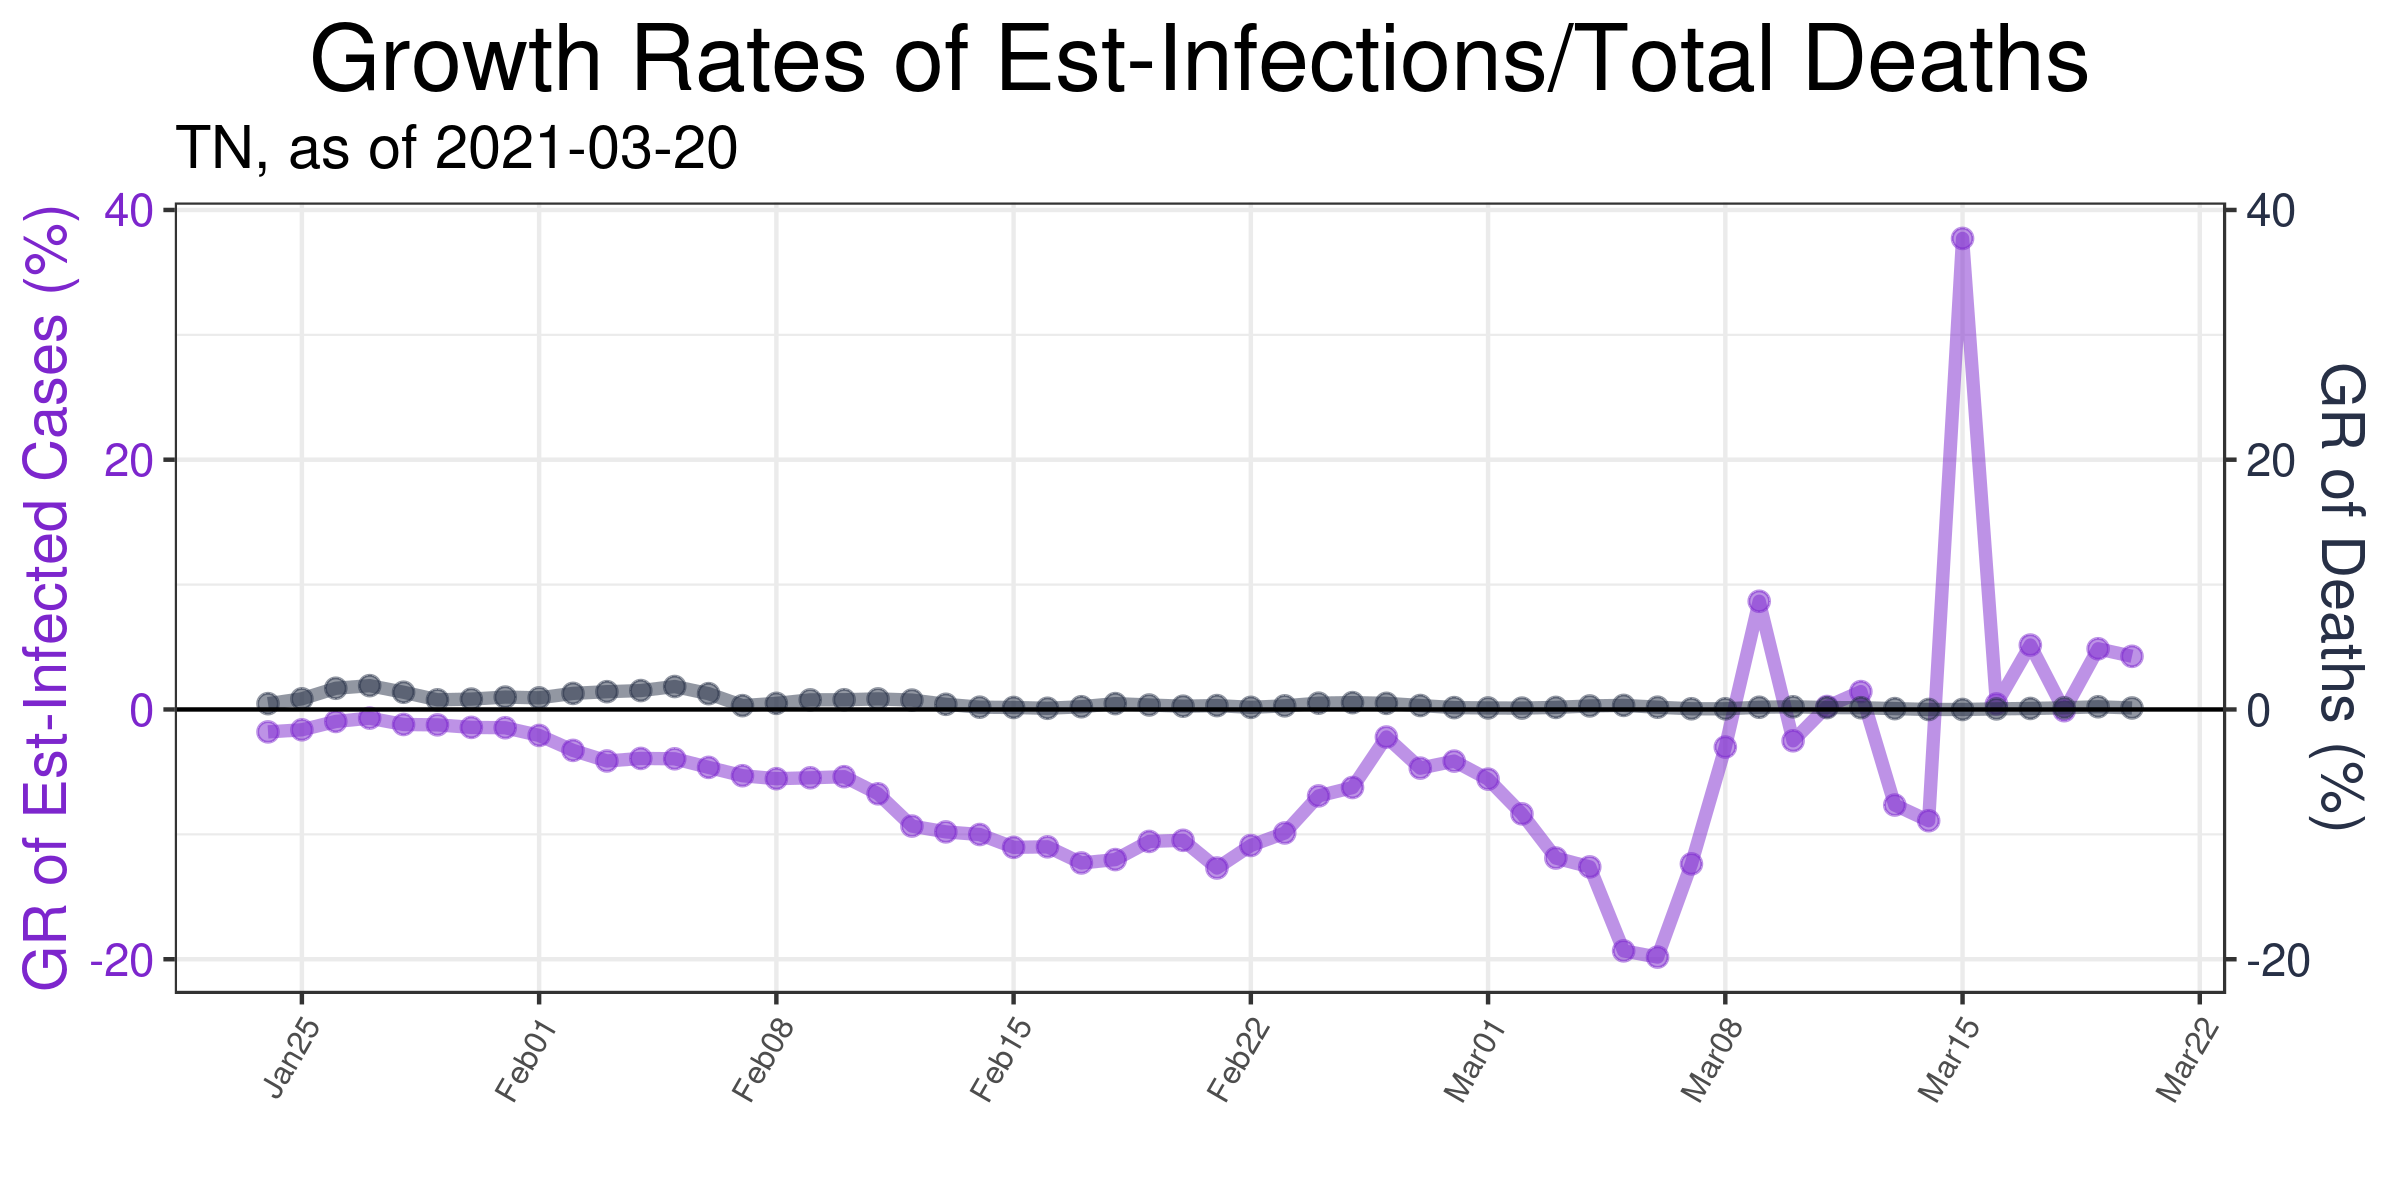 Growth Rates of Est-Infections/Total Deaths
TN, as of 2021-03-20
GR of Est-Infected Cases (%)
40
20
0
-20
40
20
0
-20
GR of Deaths (%)
Jan25
Feb01
Feb08
Feb15
Feb22
Mar01
Mar08
Mar15
Mar22